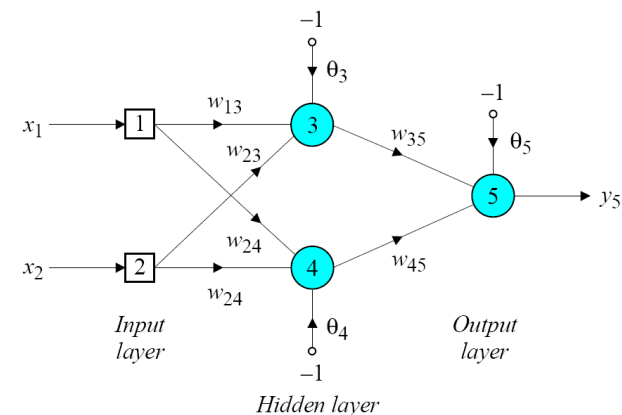 –1
θ3
w13
x1
1
3
w23
w35
–1
θ5
5
y5
w24
x2
2
4
w24
w45
θ4
–1
Input
layer
Output
layer
Hidden layer